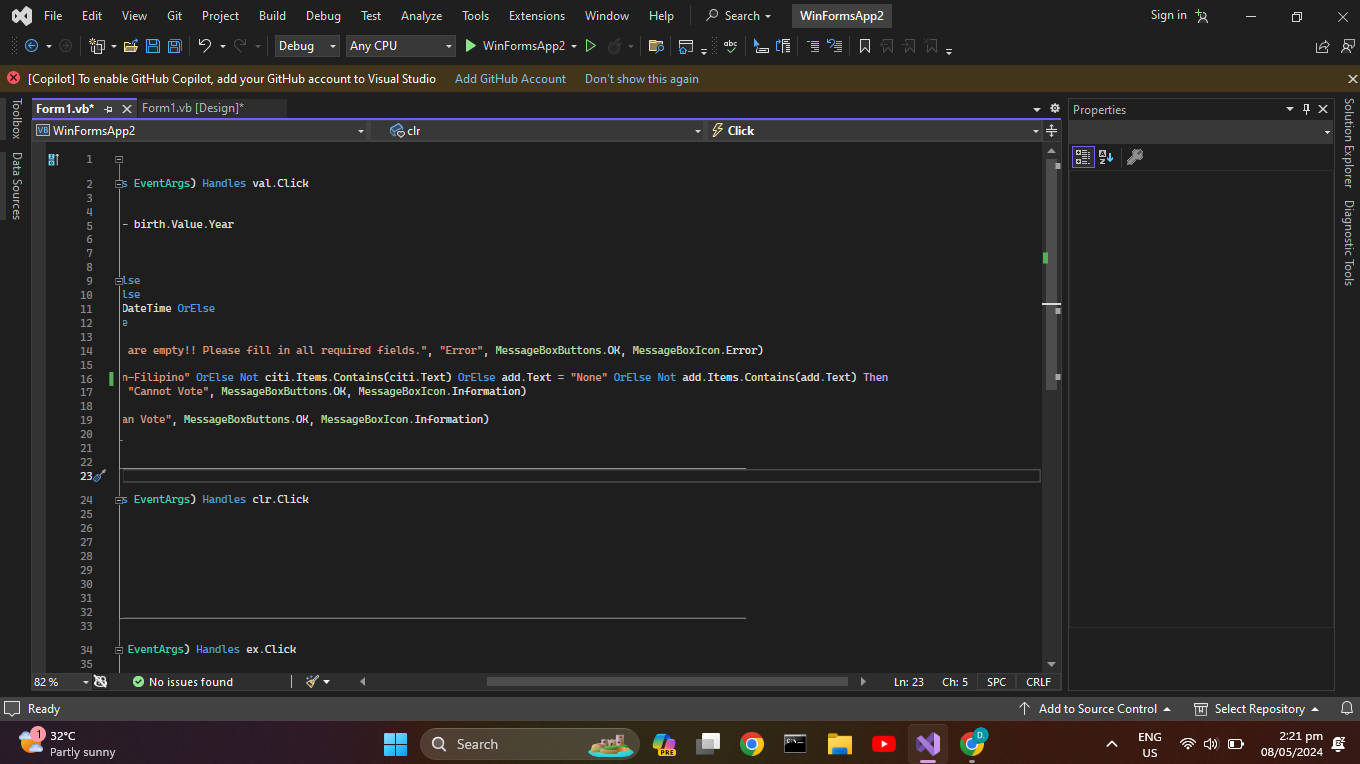 File Edit View Git Project Build Debug Test Analyze Tools Extensions Window Help Search WinFormsApp2 Sign in
Debug Any CPU WinFormsApp2
[Copilot] To enable GitHub Copilot, add your GitHub account to Visual Studio Add GitHub Account Don't show this again
Toolbox
Data Sources
Form1.vb* Form1.vb [Design]*
WinFormsApp2 clr Click
1
2 s EventArgs) Handles val.Click
3
4
5 - birth.Value.Year
6
7
8
9 lse
10 lse
11 DateTime OrElse
12 e
13
14 are empty!! Please fill in all required fields.", "Error", MessageBoxButtons.OK, MessageBoxIcon.Error)
15
16 n-Filipino" OrElse Not citi.Items.Contains(citi.Text) OrElse add.Text = "None" OrElse Not add.Items.Contains(add.Text) Then
17 "Cannot Vote", MessageBoxButtons.OK, MessageBoxIcon.Information)
18
19 an Vote", MessageBoxButtons.OK, MessageBoxIcon.Information)
20
21
22
23
24 s EventArgs) Handles clr.Click
25
26
27
28
29
30
31
32
33
34 EventArgs) Handles ex.Click
35
82 % No issues found Ln: 23 Ch: 5 SPC CRLF
Properties
Solution Explorer
Diagnostic Tools
Ready Add to Source Control Select Repository
1 32°C
Partly sunny
Search
PRE
D.
ENG
US
2:21 pm
08/05/2024